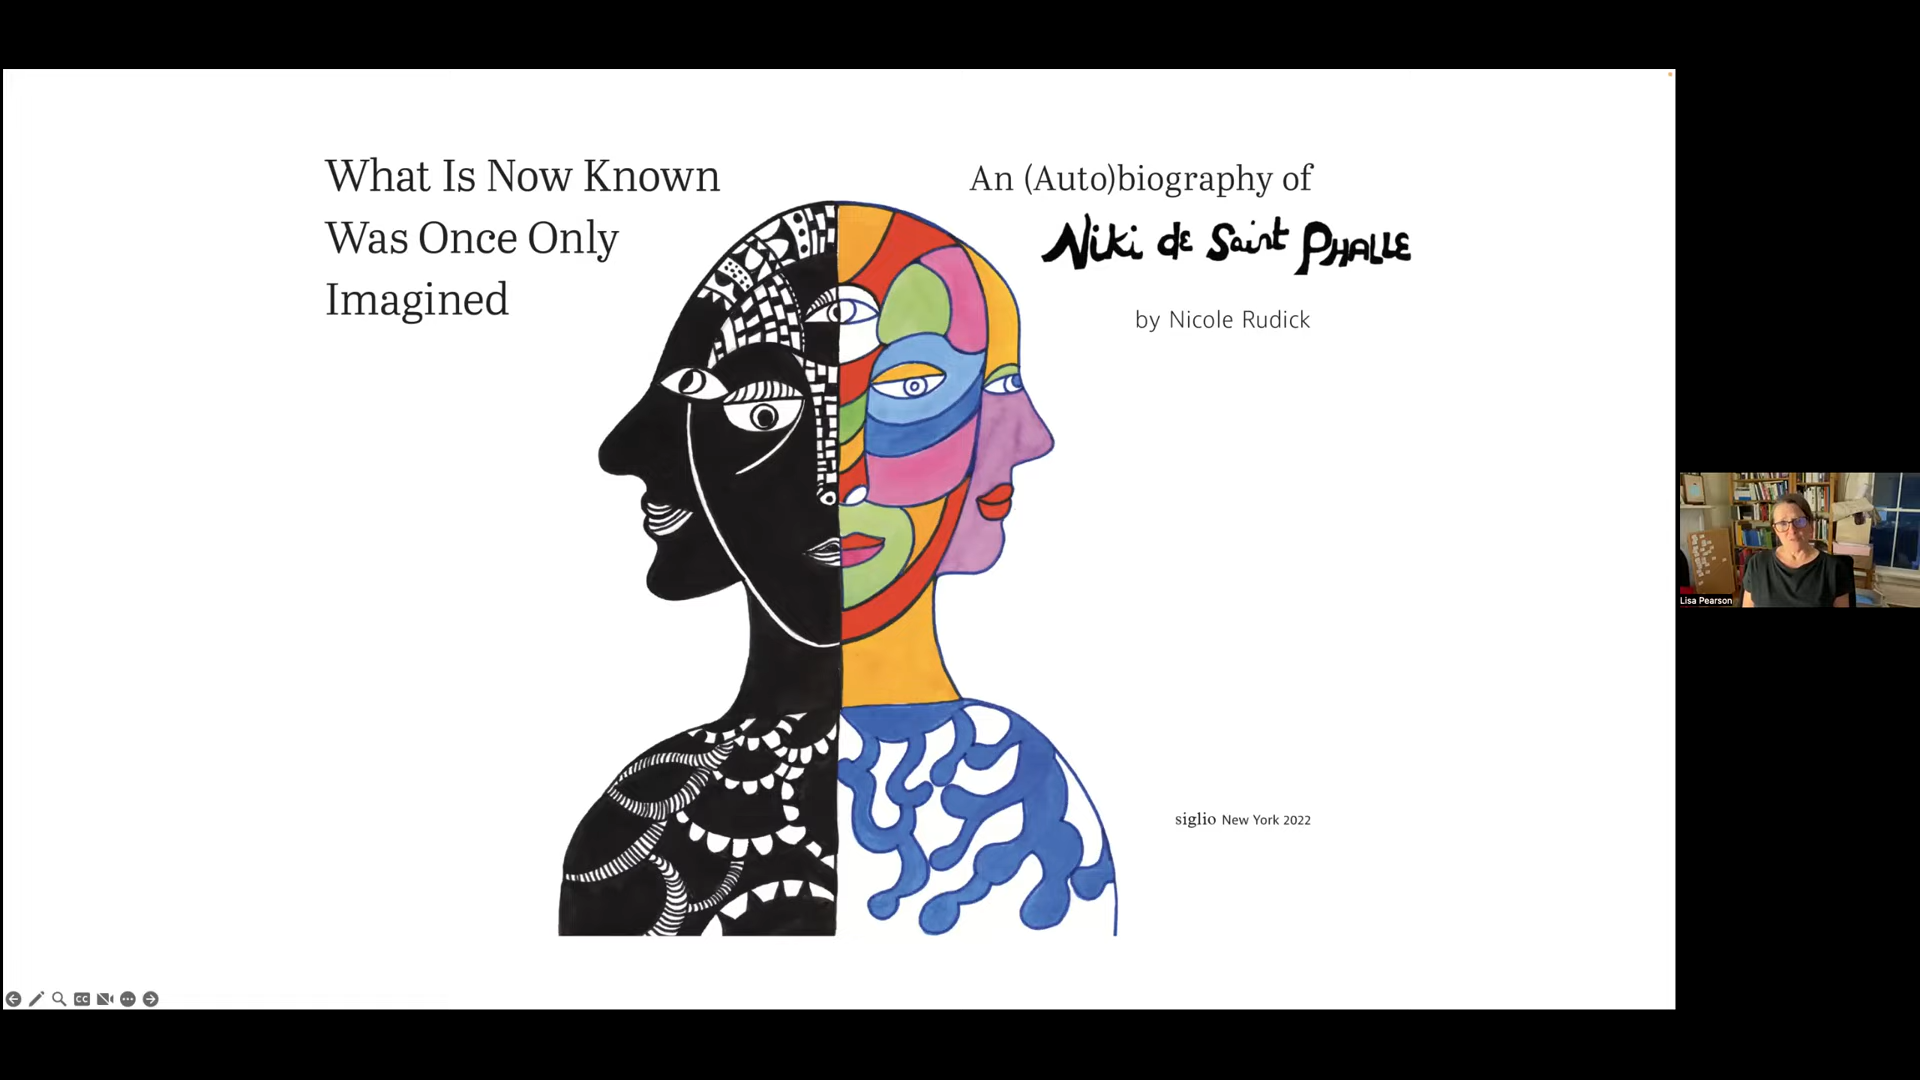 What Is Now Known
Was Once Only
Imagined
An (Auto)biography of
Niki de Saint PHALLE
by Nicole Rudick
siglio New York 2022
Lisa Pearson
CC